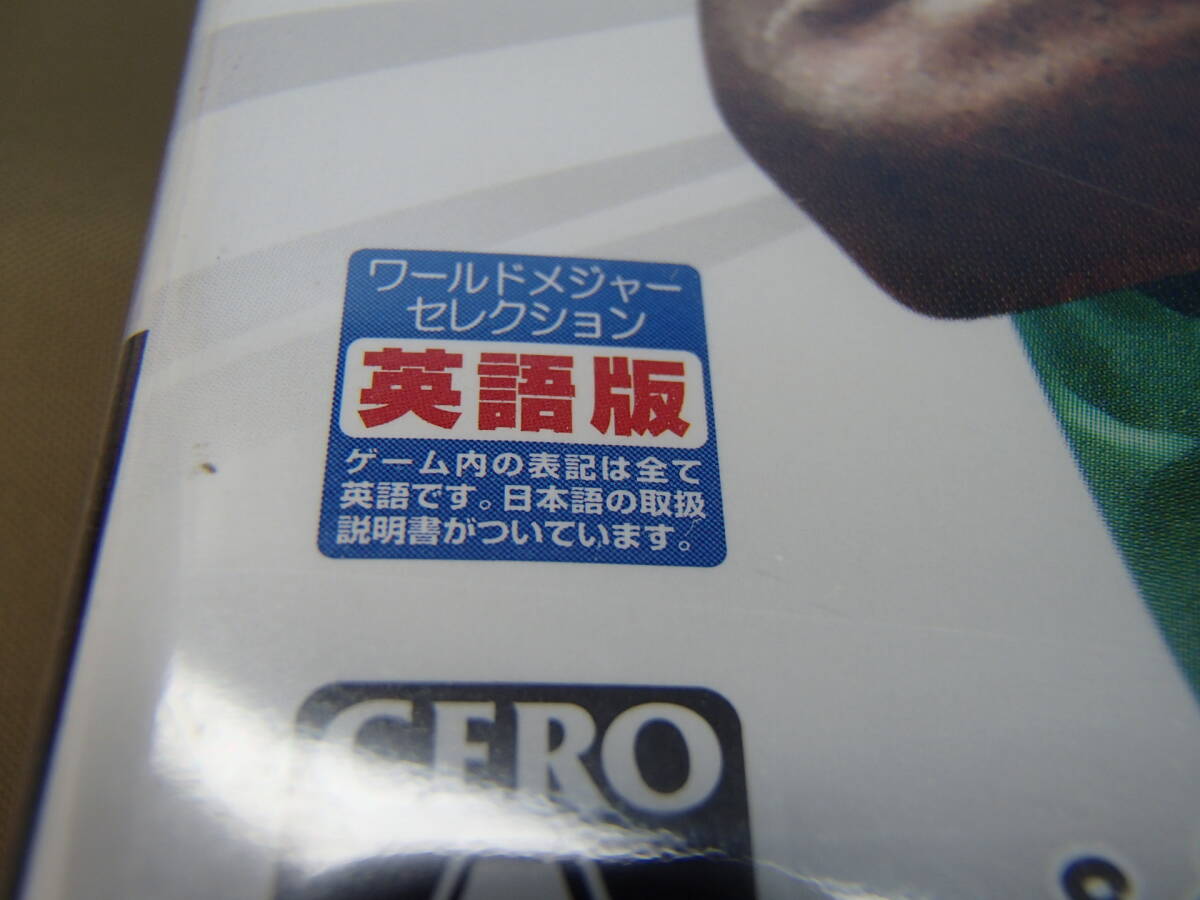 ワールドメジャー
セレクション
英語版
ゲーム内の表記は全て
英語です。日本語の取扱
説明書がついています。
CERO
A